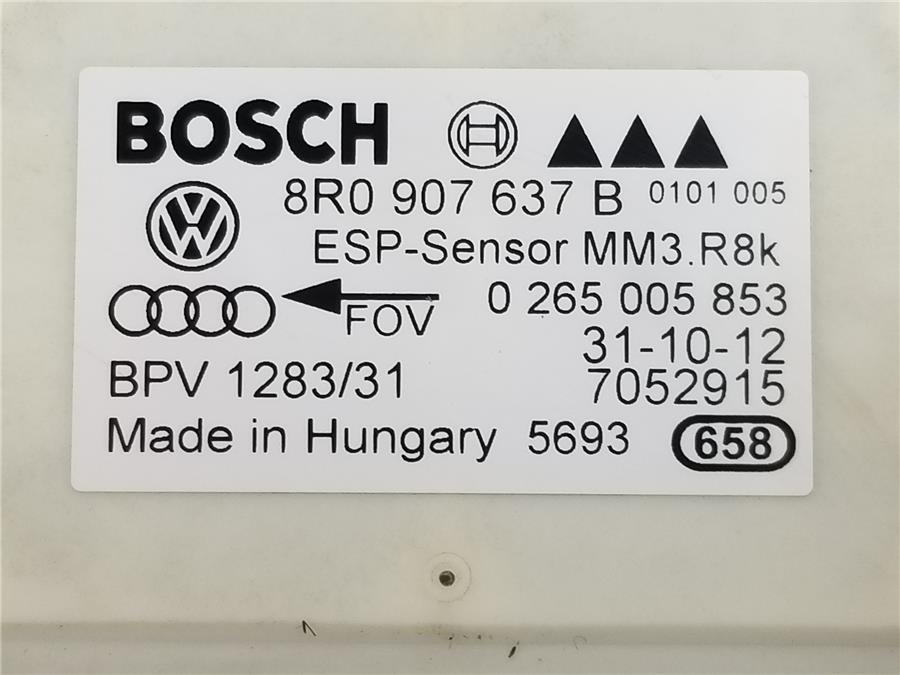 BOSCH
8R0 907 637 B 0101 005
ESP-Sensor MM3.R8k
0 265 005 853
FOV
31-10-12
BPV 1283/31 7052915
Made in Hungary 5693 658